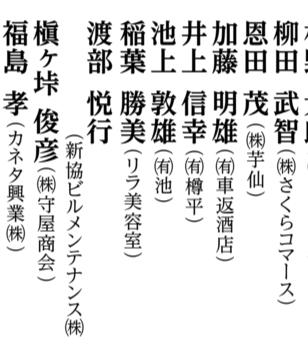 柳田 武智（㈱さくらコマース）
恩田 茂（㈱芋仙）
加藤 明雄（㈲車返酒店）
井上 信幸（㈲樽平）
池上 敦雄（㈲池）
稲葉 勝美（リラ美容室）
渡部 悦行
（新協ビルメンテナンス㈱）
槇ヶ垰 俊彦（㈱守屋商会）
福島 孝（カネタ興業㈱）